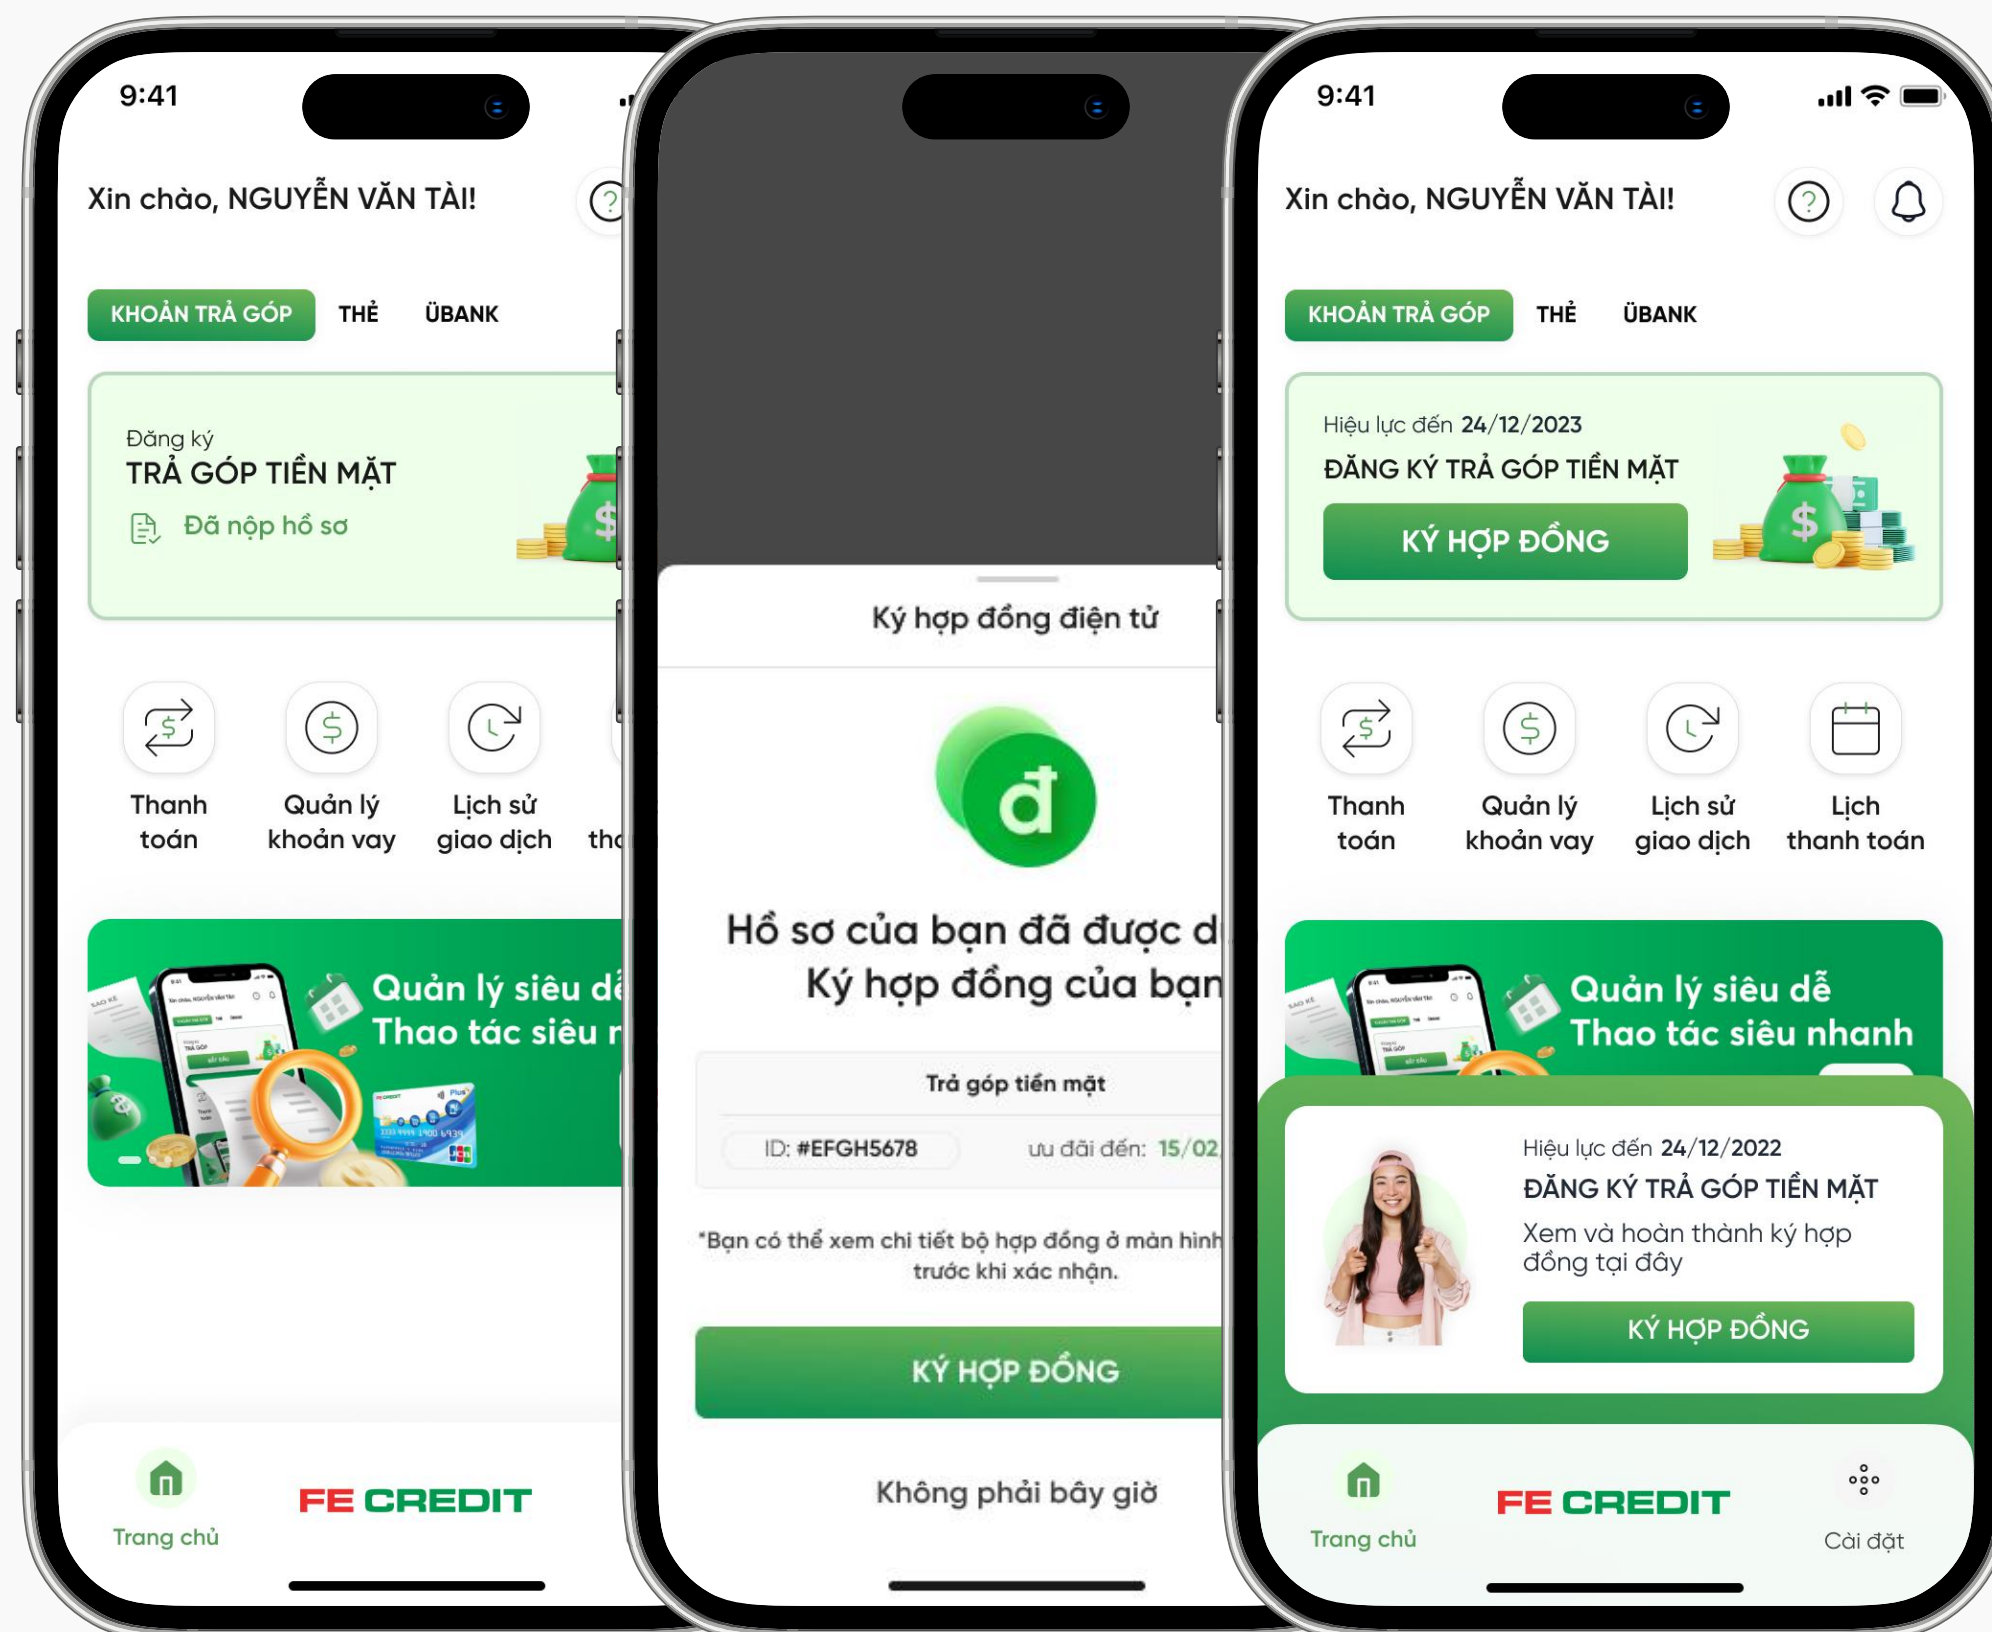 9:41
Xin chào, NGUYỄN VĂN TÀI!
KHOẢN TRẢ GÓP THẺ ÜBANK
Đăng ký
TRẢ GÓP TIỀN MẶT
Đã nộp hồ sơ
Thanh toán
Quản lý khoản vay
Lịch sử giao dịch
Quản lý siêu dễ
Thao tác siêu
FE CREDIT
Trang chủ
Ký hợp đồng điện tử
Hồ sơ của bạn đã được
Ký hợp đồng của bạn
Trả góp tiền mặt
ID: #EFGH5678 ưu đãi đến: 15/02
*Bạn có thể xem chi tiết bộ hợp đồng ở màn hình
trước khi xác nhận.
KÝ HỢP ĐỒNG
Không phải bây giờ
9:41
Xin chào, NGUYỄN VĂN TÀI!
KHOẢN TRẢ GÓP THẺ ÜBANK
Hiệu lực đến 24/12/2023
ĐĂNG KÝ TRẢ GÓP TIỀN MẶT
KÝ HỢP ĐỒNG
Thanh toán
Quản lý khoản vay
Lịch sử giao dịch
Lịch thanh toán
Quản lý siêu dễ
Thao tác siêu nhanh
Hiệu lực đến 24/12/2022
ĐĂNG KÝ TRẢ GÓP TIỀN MẶT
Xem và hoàn thành ký hợp
đồng tại đây
KÝ HỢP ĐỒNG
Trang chủ
FE CREDIT
Cài đặt